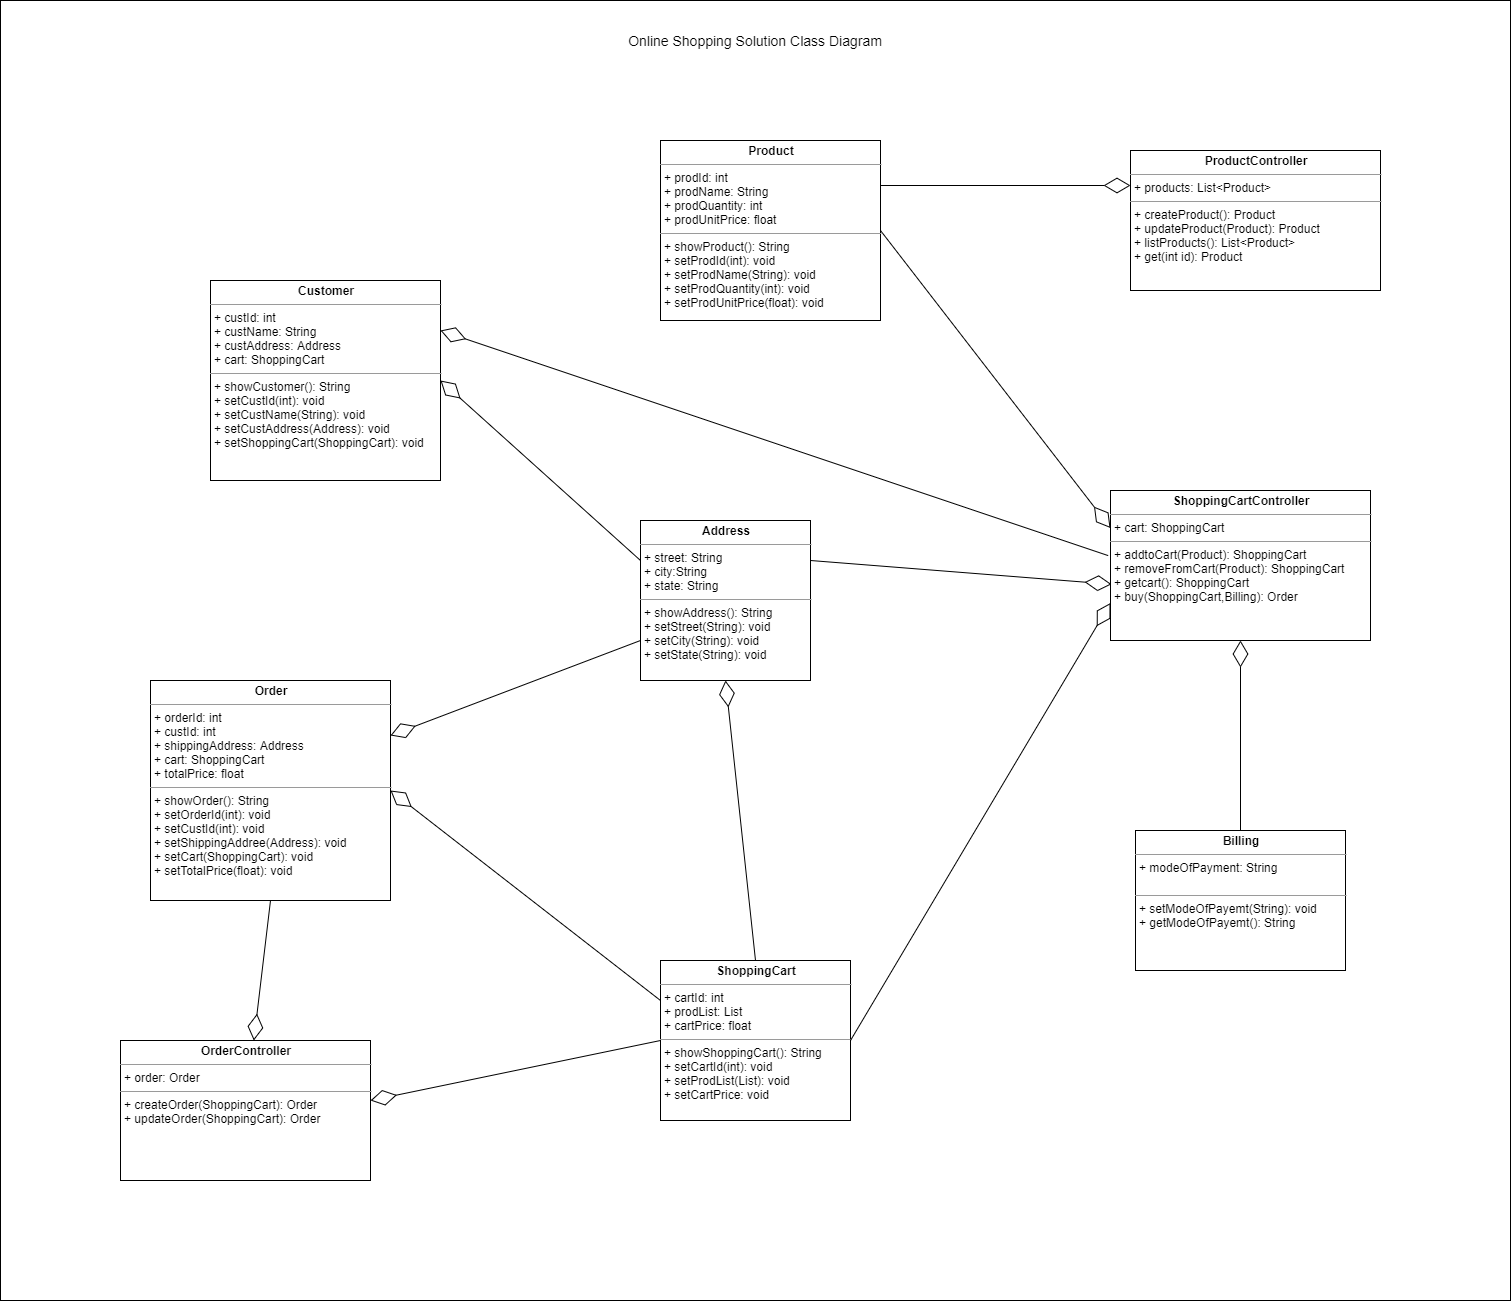 Online Shopping Solution Class Diagram
Product
+ prodId: int
+ prodName: String
+ prodQuantity: int
+ prodUnitPrice: float
+ showProduct(): String
+ setProdId(int): void
+ setProdName(String): void
+ setProdQuantity(int): void
+ setProdUnitPrice(float): void
ProductController
+ products: List<Product>
+ createProduct(): Product
+ updateProduct(Product): Product
+ listProducts(): List<Product>
+ get(int id): Product
Customer
+ custId: int
+ custName: String
+ custAddress: Address
+ cart: ShoppingCart
+ showCustomer(): String
+ setCustId(int): void
+ setCustName(String): void
+ setCustAddress(Address): void
+ setShoppingCart(ShoppingCart): void
ShoppingCartController
+ cart: ShoppingCart
+ addtoCart(Product): ShoppingCart
+ removeFromCart(Product): ShoppingCart
+ getcart(): ShoppingCart
+ buy(ShoppingCart,Billing): Order
Address
+ street: String
+ city:String
+ state: String
+ showAddress(): String
+ setStreet(String): void
+ setCity(String): void
+ setState(String): void
Order
+ orderId: int
+ custId: int
+ shippingAddress: Address
+ cart: ShoppingCart
+ totalPrice: float
+ showOrder(): String
+ setOrderId(int): void
+ setCustId(int): void
+ setShippingAddree(Address): void
+ setCart(ShoppingCart): void
+ setTotalPrice(float): void
Billing
+ modeOfPayment: String
+ setModeOfPayemt(String): void
+ getModeOfPayemt(): String
ShoppingCart
+ cartId: int
+ prodList: List
+ cartPrice: float
+ showShoppingCart(): String
+ setCartId(int): void
+ setProdList(List): void
+ setCartPrice: void
OrderController
+ order: Order
+ createOrder(ShoppingCart): Order
+ updateOrder(ShoppingCart): Order